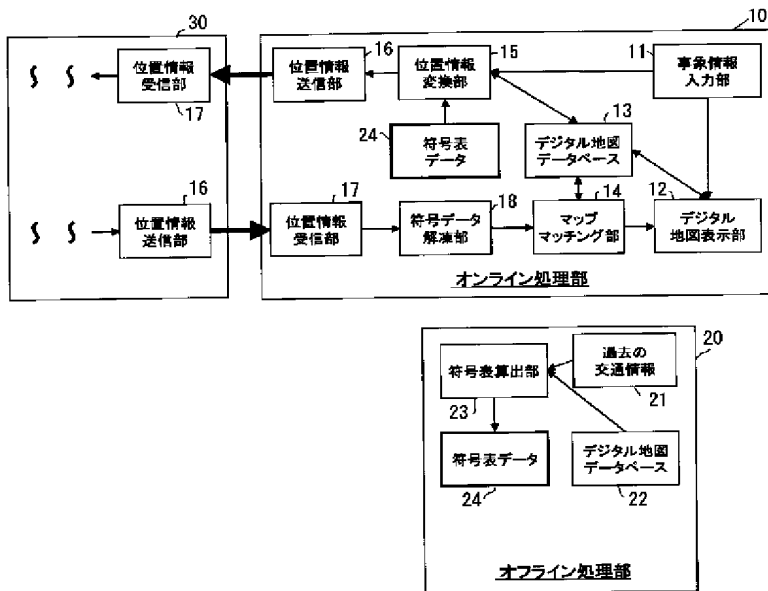 30
10
位置情報
受信部
17
16
位置情報
送信部
15
位置情報
変換部
11
事象情報
入力部
24
符号表
データ
13
デジタル地図
データベース
16
位置情報
送信部
17
位置情報
受信部
18
符号データ
解凍部
14
マップ
マッチング部
12
デジタル
地図表示部
オンライン処理部
20
符号表算出部
23
過去の
交通情報
21
符号表データ
24
デジタル地図
データベース
22
オフライン処理部